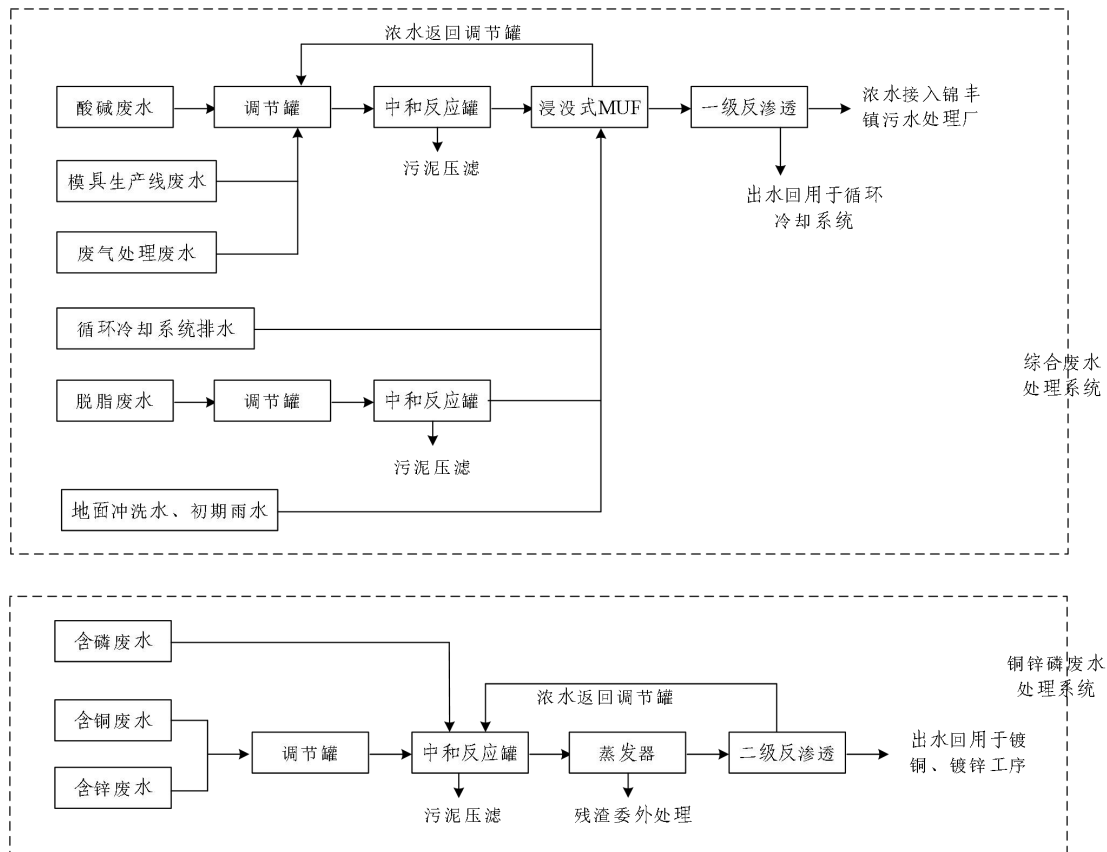 浓水返回调节罐
酸碱废水
调节罐
中和反应罐
浸没式MUF
一级反渗透
浓水接入锦丰
镇污水处理厂
污泥压滤
模具生产线废水
出水回用于循环
冷却系统
废气处理废水
循环冷却系统排水
综合废水
处理系统
脱脂废水
调节罐
中和反应罐
污泥压滤
地面冲洗水、初期雨水
含磷废水
铜锌磷废水
处理系统
浓水返回调节罐
含铜废水
调节罐
中和反应罐
蒸发器
二级反渗透
出水回用于镀
铜、镀锌工序
含锌废水
污泥压滤
残渣委外处理